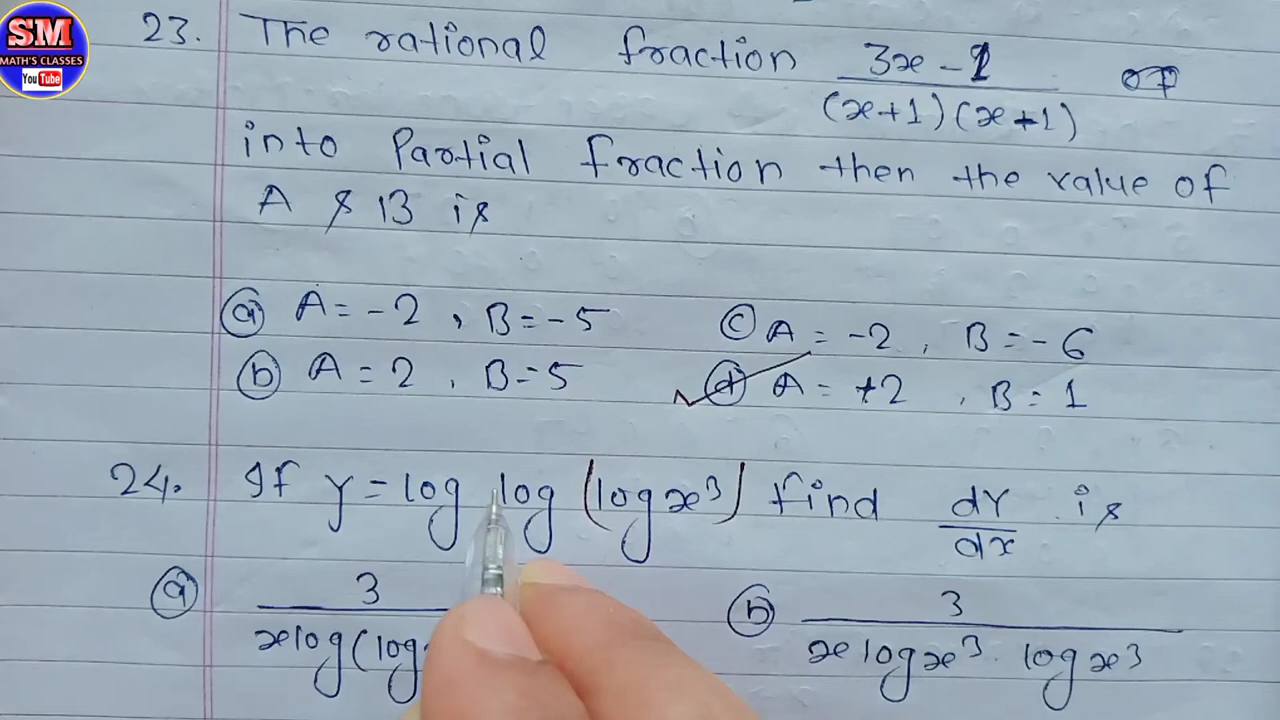 SM
MATH'S CLASSES
YouTube
23. The rational fraction (3x - 1)/((x+1)(x+1)) of
into Partial fraction then the value of
A & B is
(a) A = -2, B = -5 (c) A = -2, B = -6
(b) A = 2, B = 5 (d) A = +2, B = 1
24. If y = log log (log x³) find dy/dx is
(a) 3/(x log(log (b) 3/(x log x³ . log x³)